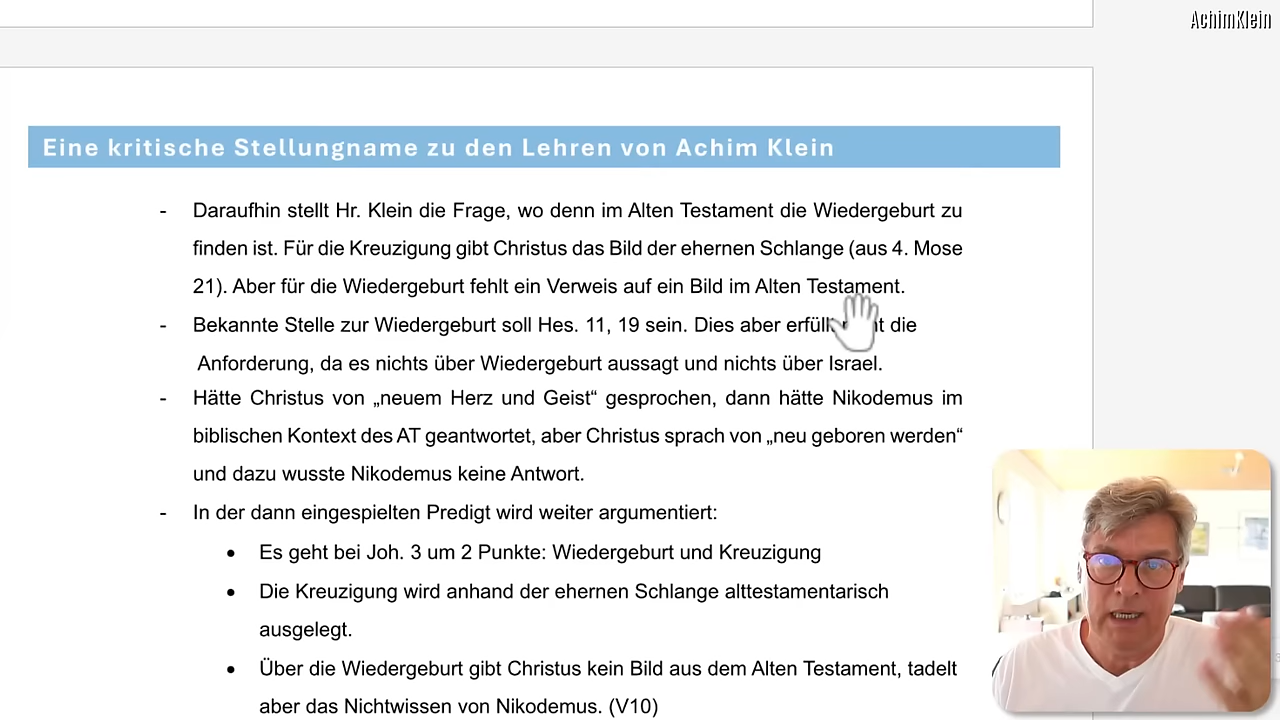 AchimKlein
Eine kritische Stellungname zu den Lehren von Achim Klein
- Daraufhin stellt Hr. Klein die Frage, wo denn im Alten Testament die Wiedergeburt zu
finden ist. Für die Kreuzigung gibt Christus das Bild der ehernen Schlange (aus 4. Mose
21). Aber für die Wiedergeburt fehlt ein Verweis auf ein Bild im Alten Testament.
- Bekannte Stelle zur Wiedergeburt soll Hes. 11, 19 sein. Dies aber die
Anforderung, da es nichts über Wiedergeburt aussagt und nichts über Israel.
- Hätte Christus von „neuem Herz und Geist“ gesprochen, dann hätte Nikodemus im
biblischen Kontext des AT geantwortet, aber Christus sprach von „neu geboren werden“
und dazu wusste Nikodemus keine Antwort.
- In der dann eingespielten Predigt wird weiter argumentiert:
• Es geht bei Joh. 3 um 2 Punkte: Wiedergeburt und Kreuzigung
• Die Kreuzigung wird anhand der ehernen Schlange alttestamentarisch
ausgelegt.
• Über die Wiedergeburt gibt Christus kein Bild aus dem Alten Testament, tadelt
aber das Nichtwissen von Nikodemus. (V10)